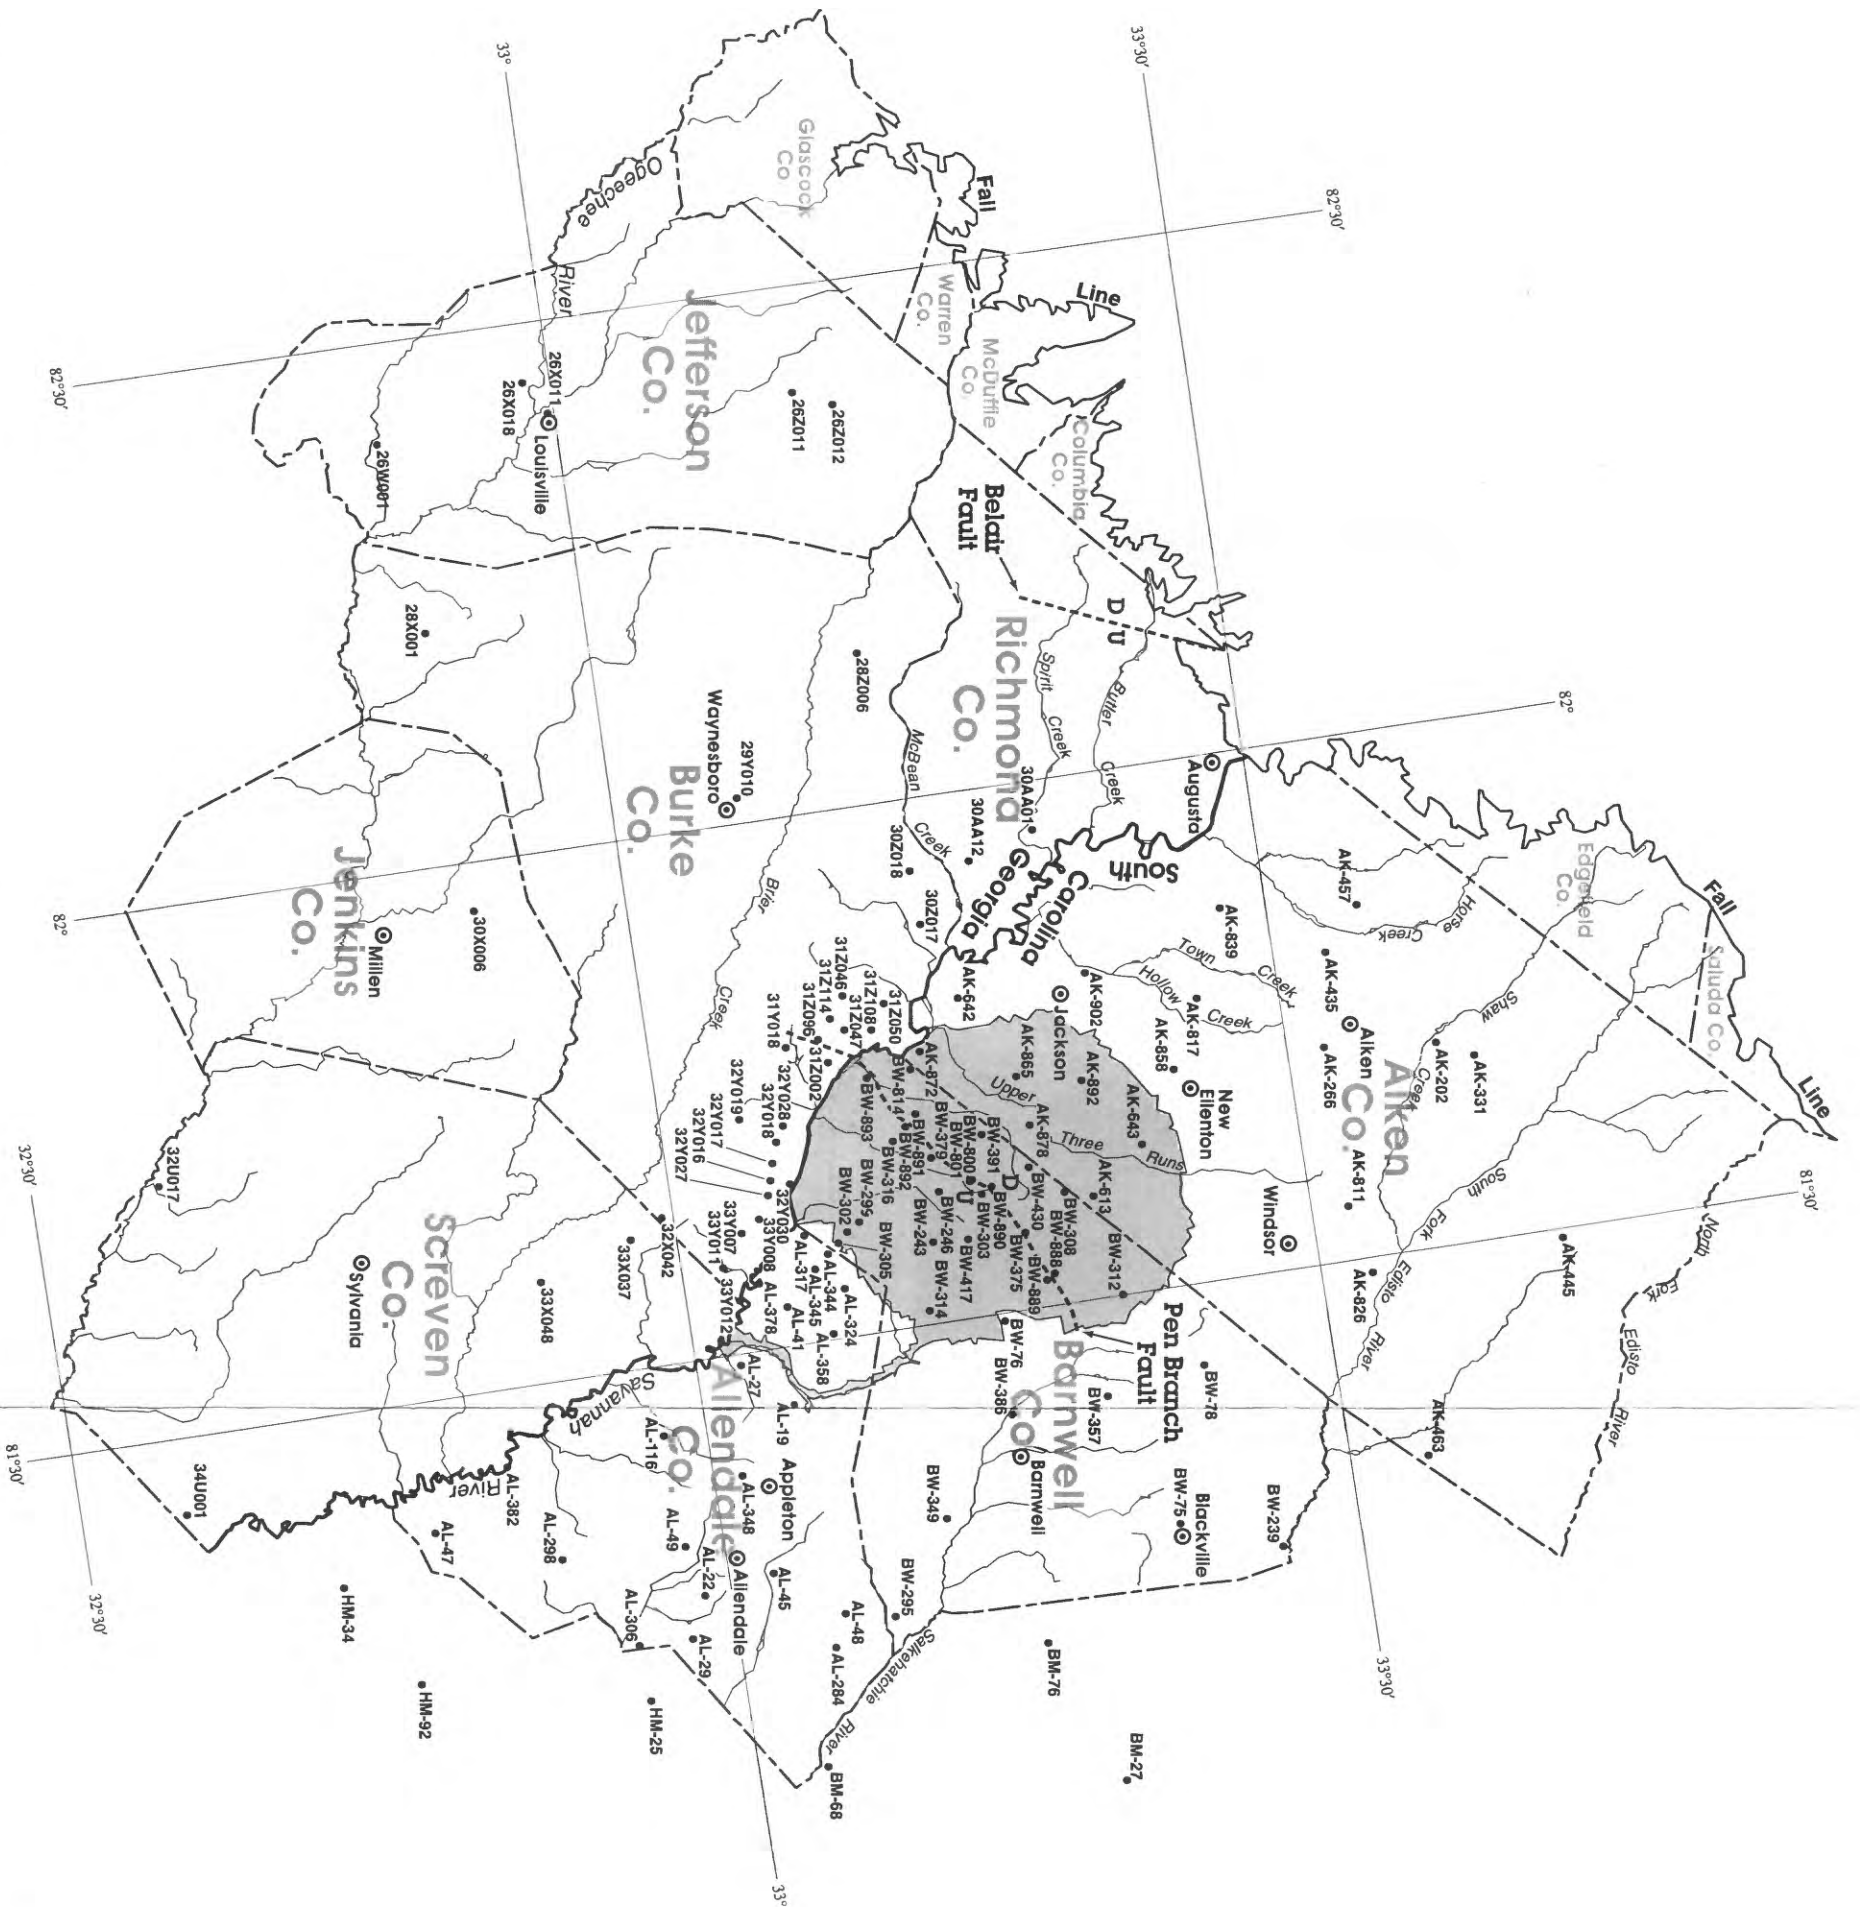 Line
81°30'
Fall
Saluda Co.
North
Fork
Edisto
River
Edgefield
Co.
82°
AK-445
South
Fork
Edisto
River
Shaw
Creek
AK-331
AK-202
Horse
Creek
AK-463
Aiken
Co.
33°30'
AK-457
AK-811
AK-826
Aiken
AK-435
AK-266
82°30'
Windsor
BW-239
AK-839
Town
Creek
New
Ellenton
BW-78
Blackville
BW-75
Augusta
AK-817
AK-858
Hollow
Creek
Pen Branch
Fault
South
Carolina
Georgia
33°30'
AK-643
AK-613
BW-312
BW-357
BM-27
D
U
Line
Butler
Creek
AK-902
AK-892
Jackson
BW-308
BW-888
BW-889
Barnwell
Co.
Barnwell
BM-76
Columbia
Co.
Spirit
Creek
30AA01
AK-865
AK-878
Upper
Three
Runs
BW-430
BW-375
BW-76
BW-386
Richmond
Co.
Belair
Fault
Fall
McDuffie
Co.
30AA12
AK-642
BW-391
D
U
BW-890
BW-303
BW-800
BW-801
BW-417
BW-246
BW-243
BW-314
BW-349
Warren
Co.
McBean
Creek
30Z017
30Z018
AK-872
BW-379
BW-891
BW-892
BW-814
BW-893
BW-316
BW-299
BW-302
BW-305
BW-295
Salkehatchie
River
28Z006
31Z050
31Z108
31Z047
31Z046
31Z114
31Z096
31Z002
AL-324
AL-358
AL-344
AL-345
AL-317
AL-48
AL-284
BM-68
26Z012
26Z011
Glascock
Co
31Y018
32Y028
32Y018
32Y019
32Y017
32Y016
32Y027
32Y030
33Y008
33Y007
33Y011
33Y012
AL-41
AL-378
AL-19
AL-27
Appleton
AL-348
AL-45
33°
29Y010
Waynesboro
Burke
Co.
Brier
Creek
Jefferson
Co.
Allendale
Co.
Allendale
AL-22
AL-29
AL-49
AL-116
AL-306
HM-25
32X042
33X037
33X048
Savannah
River
AL-298
AL-382
AL-47
HM-92
HM-34
Ogeechee
River
33°
26X011
Louisville
26X018
26W001
28X001
30X006
Millen
Jenkins
Co.
Screven
Co.
Sylvania
32U017
34U001
82°30'
82°
32°30'
81°30'
32°30'